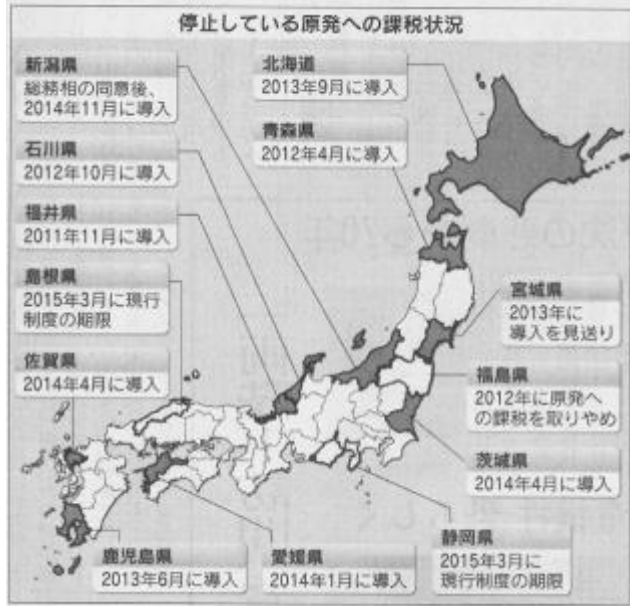 停止している原発への課税状況
新潟県
総務相の同意後、
2014年11月に導入
石川県
2012年10月に導入
福井県
2011年11月に導入
島根県
2015年3月に現行
制度の期限
佐賀県
2014年4月に導入
北海道
2013年9月に導入
青森県
2012年4月に導入
宮城県
2013年に
導入を見送り
福島県
2012年に原発へ
の課税を取りやめ
茨城県
2014年4月に導入
静岡県
2015年3月に
現行制度の期限
愛媛県
2014年1月に導入
鹿児島県
2013年6月に導入